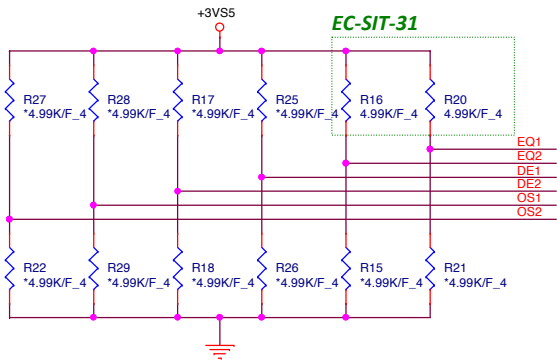 +3VS5
EC-SIT-31
R27
*4.99K/F_4
R28
*4.99K/F_4
R17
*4.99K/F_4
R25
*4.99K/F_4
R16
4.99K/F_4
R20
4.99K/F_4
EQ1
EQ2
DE1
DE2
OS1
OS2
R22
*4.99K/F_4
R29
*4.99K/F_4
R18
*4.99K/F_4
R26
*4.99K/F_4
R15
*4.99K/F_4
R21
*4.99K/F_4